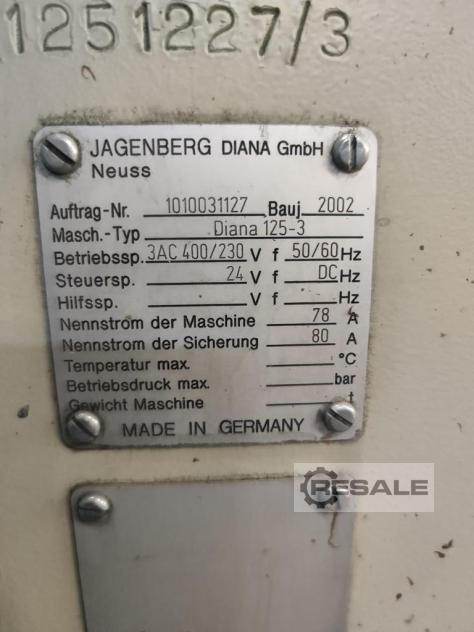 1251227/3
JAGENBERG DIANA GmbH
Neuss
Auftrag-Nr. 1010031127 Bauj. 2002
Masch.-Typ Diana 125-3
Betriebssp. 3AC 400/230 V f 50/60 Hz
Steuersp. 24 V f DC Hz
Hilfssp. V f Hz
Nennstrom der Maschine 78 A
Nennstrom der Sicherung 80 A
Temperatur max. °C
Betriebsdruck max. bar
Gewicht Maschine t
MADE IN GERMANY
RESALE